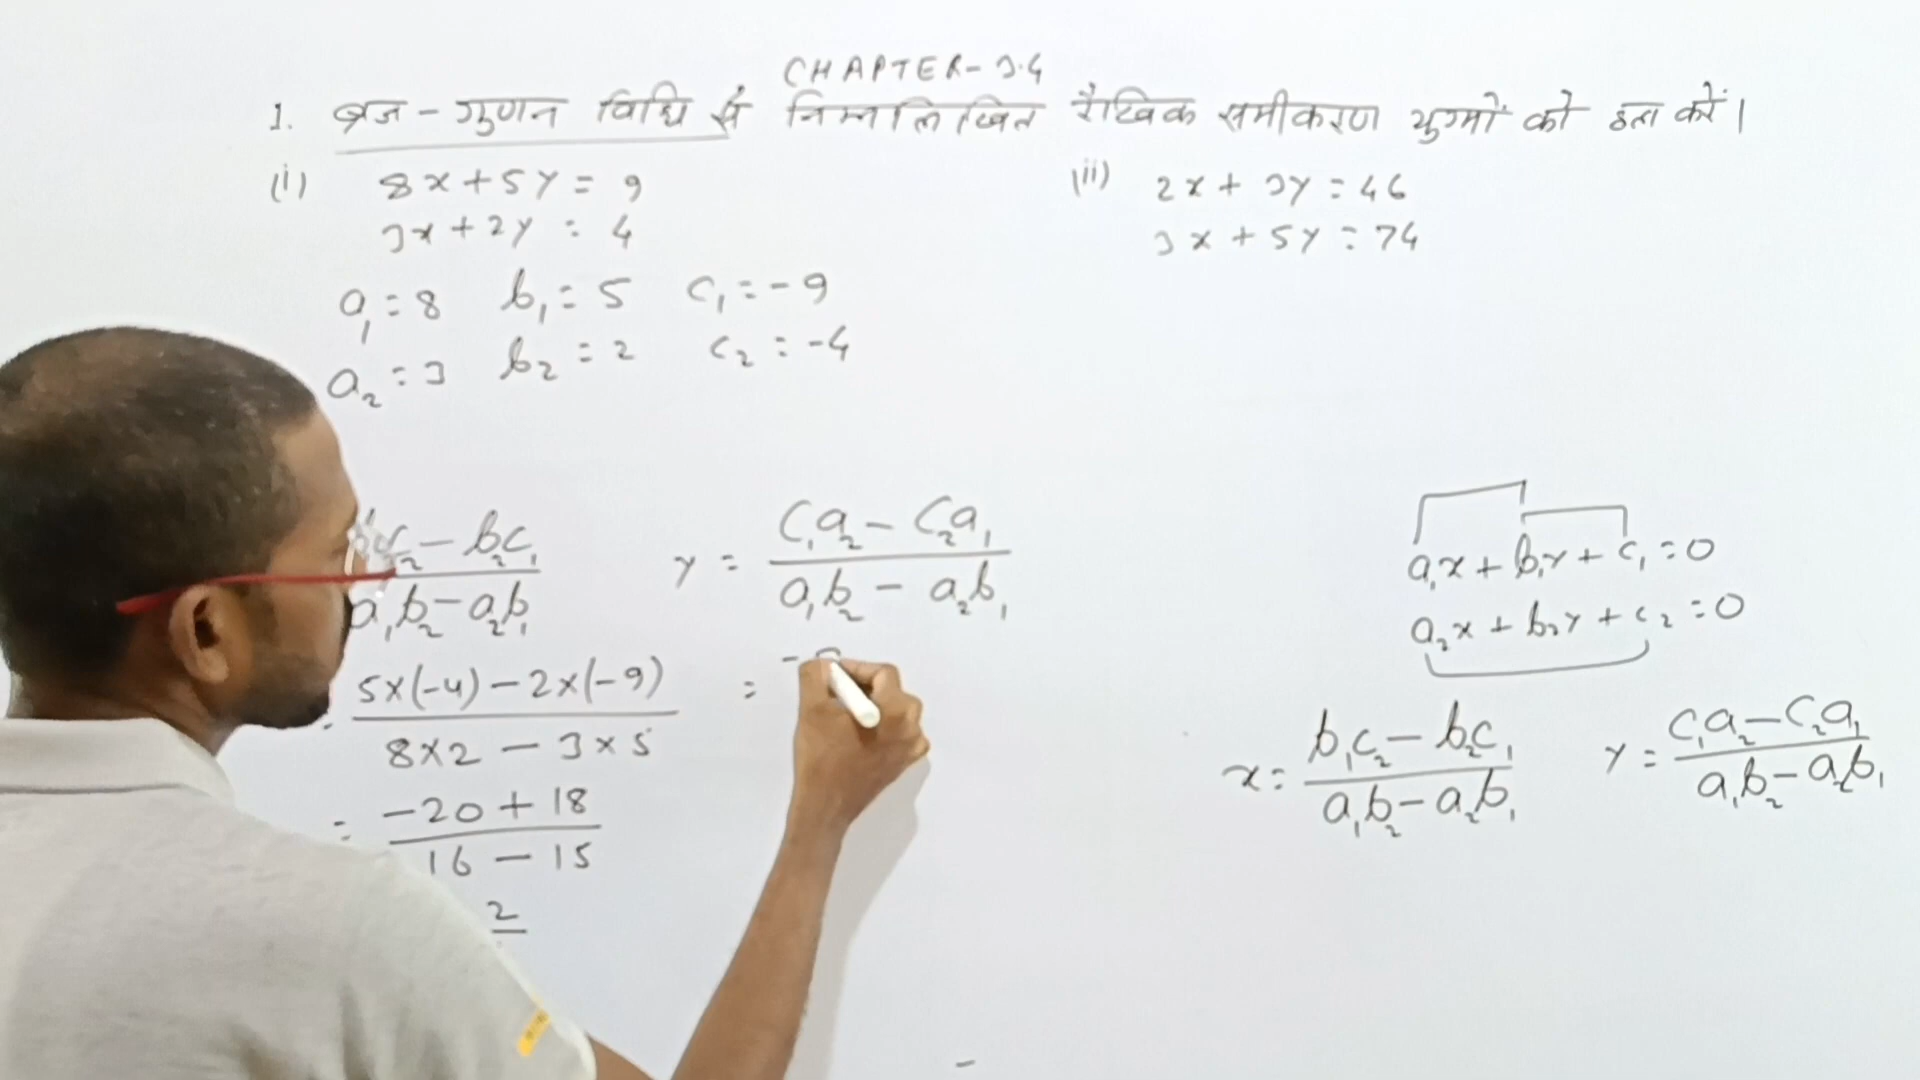 CHAPTER-3.4
1. ब्रज-गुणन विधि से निम्नलिखित रैखिक समीकरण युग्मों को हल करें।
(i) 8x+5y=9
3x+2y=4
(ii) 2x+3y=46
3x+5y=74
a₁=8 b₁=5 c₁=-9
a₂=3 b₂=2 c₂=-4
b₁c₂-b₂c₁
a₁b₂-a₂b₁
= 5x(-4)-2x(-9)
8x2-3x5
= -20+18
16-15
2
y = c₁a₂-c₂a₁
a₁b₂-a₂b₁
= -
a₁x+b₁y+c₁=0
a₂x+b₂y+c₂=0
x= b₁c₂-b₂c₁
a₁b₂-a₂b₁
y= c₁a₂-c₂a₁
a₁b₂-a₂b₁